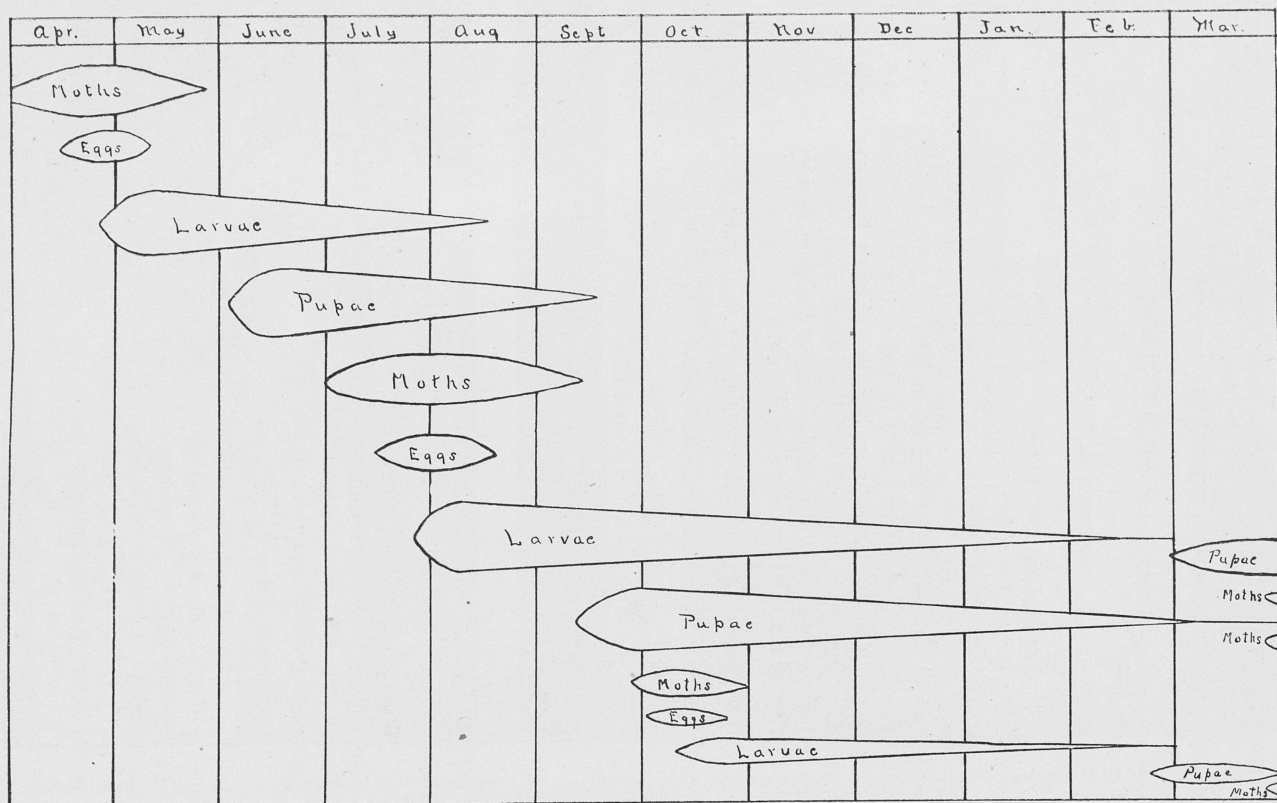 Apr. May June July Aug Sept Oct. Nov Dec Jan. Feb. Mar.
Moths
Eggs
Larvae
Pupae
Moths
Eggs
Larvae
Pupae
Moths
Pupae
Moths
Moths
Eggs
Larvae
Pupae
Moths